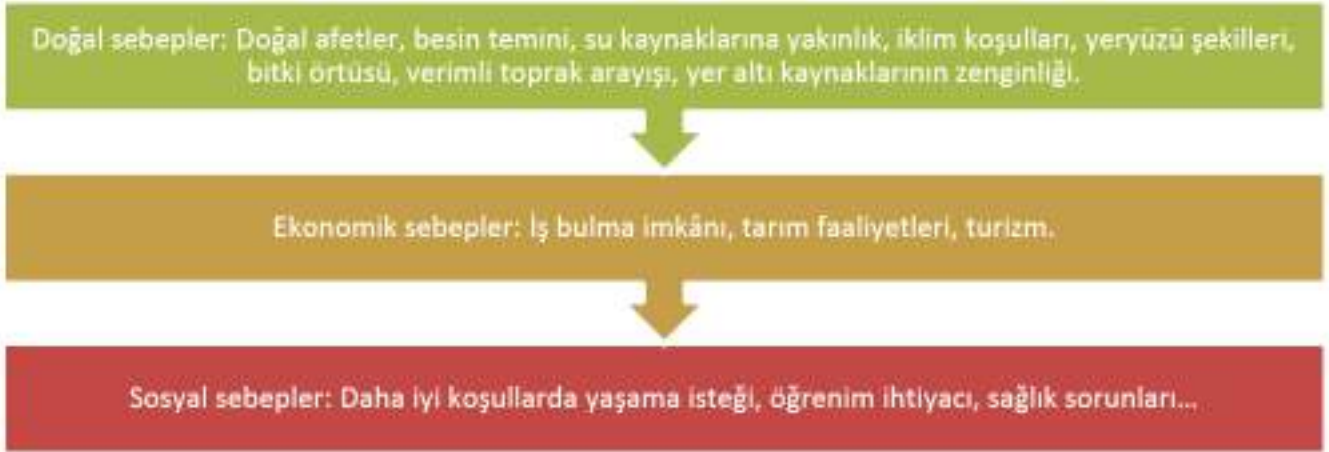 Doğal sebepler: Doğal afetler, besin temini, su kaynaklarına yakınlık, iklim koşulları, yeryüzü şekilleri,
bitki örtüsü, verimli toprak arayışı, yer altı kaynaklarının zenginliği.
Ekonomik sebepler: İş bulma imkânı, tarım faaliyetleri, turizm.
Sosyal sebepler: Daha iyi koşullarda yaşama isteği, öğrenim ihtiyacı, sağlık sorunları...